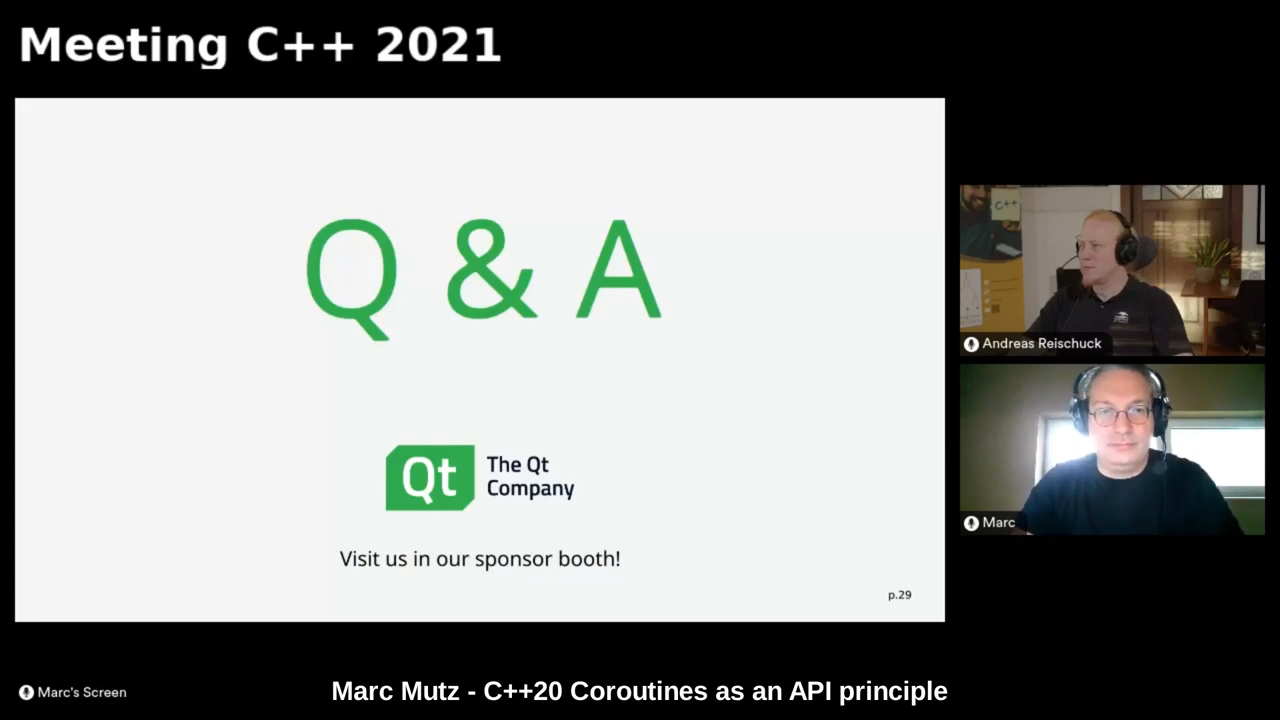 Meeting C++ 2021
Q & A
Qt
The Qt
Company
Visit us in our sponsor booth!
p.29
C++
Andreas Reischuck
Marc
Marc's Screen
Marc Mutz - C++20 Coroutines as an API principle